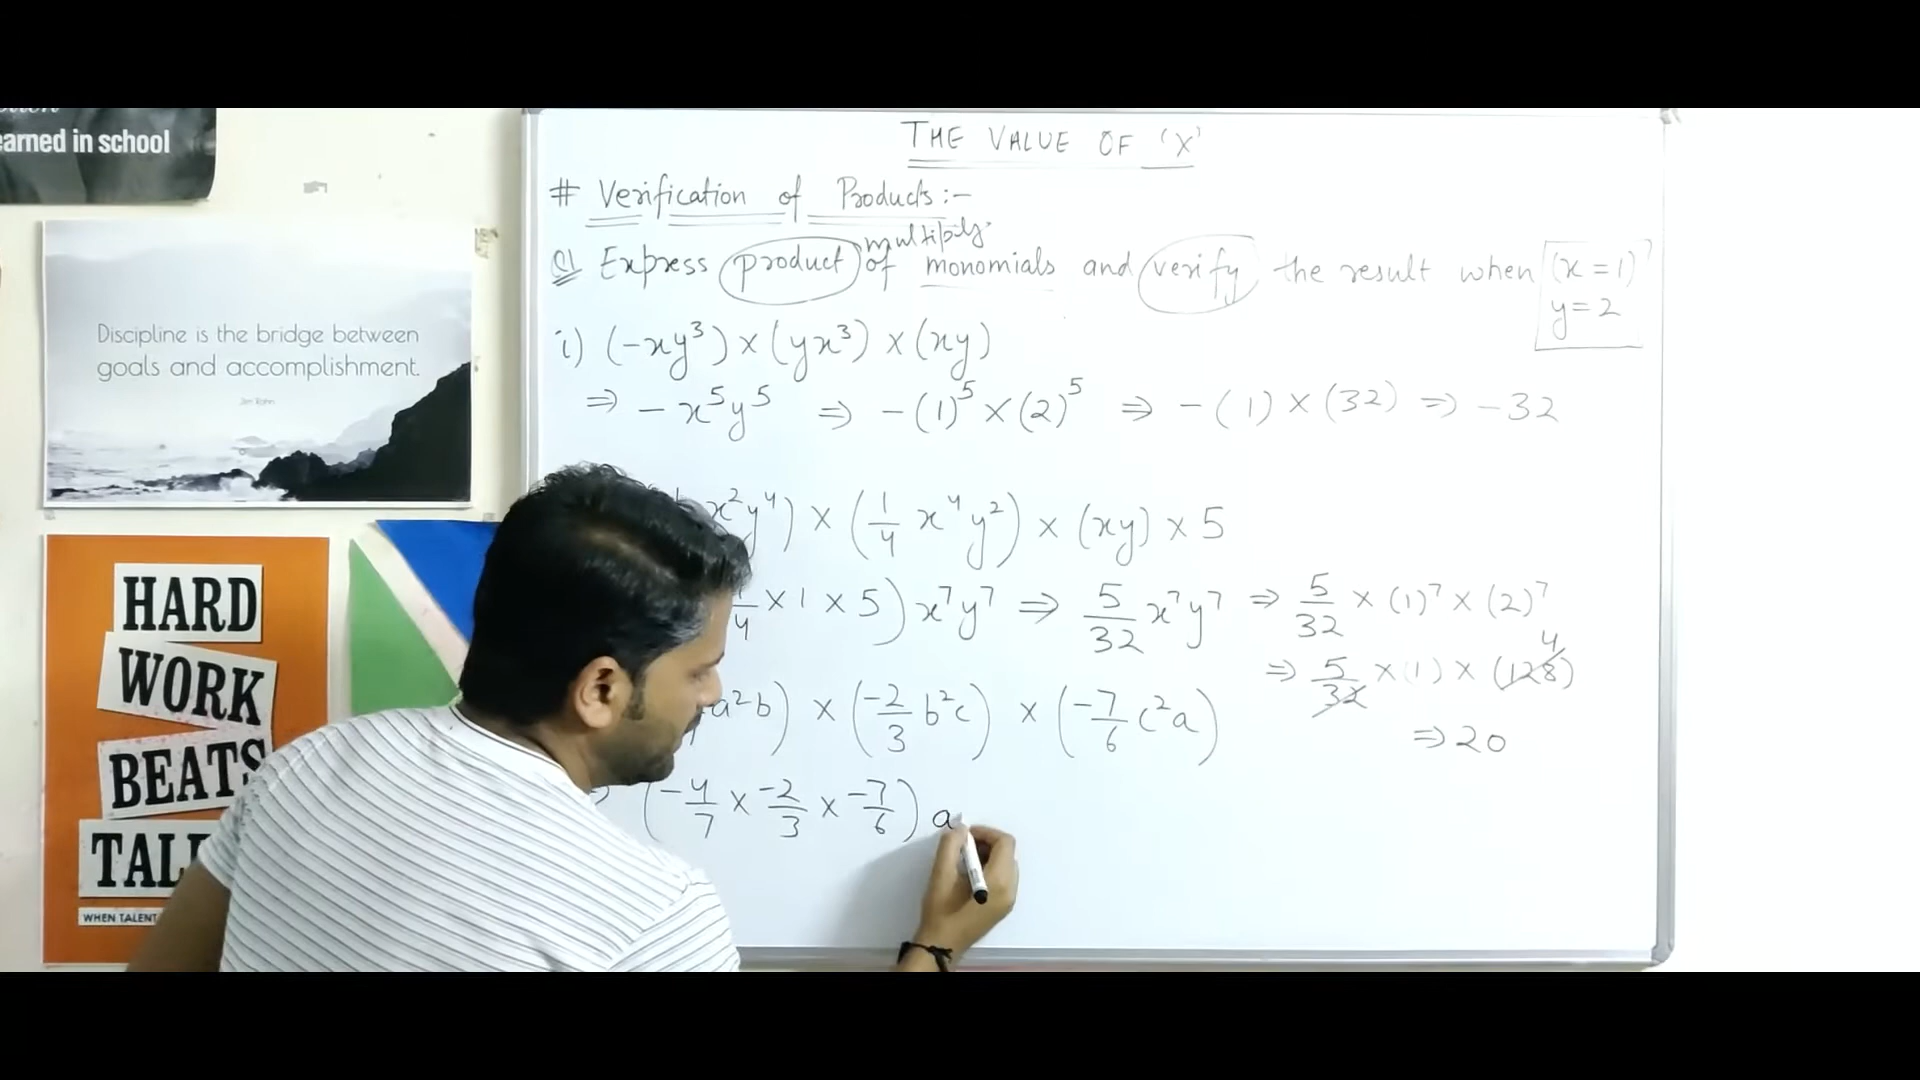 earned in school
Discipline is the bridge between
goals and accomplishment.
Jim Rohn
HARD
WORK
BEATS
TAL
WHEN TALENT
THE VALUE OF 'X'
# Verification of Products:-
multiply
Q1 Express product of monomials and verify the result when (x=1)
y=2
i) (-xy³) × (yx³) × (xy)
⇒ -x⁵y⁵ ⇒ -(1)⁵ × (2)⁵ ⇒ -(1) × (32) ⇒ -32
x²y⁴) × (1/4 x⁴y²) × (xy) × 5
/4 × 1 × 5) x⁷y⁷ ⇒ 5/32 x⁷y⁷ ⇒ 5/32 × (1)⁷ × (2)⁷
⇒ 5/32 × (1) × (128) 4
⇒ 20
a²b) × (-2/3 b²c) × (-7/6 c²a)
(-4/7 × -2/3 × -7/6) a